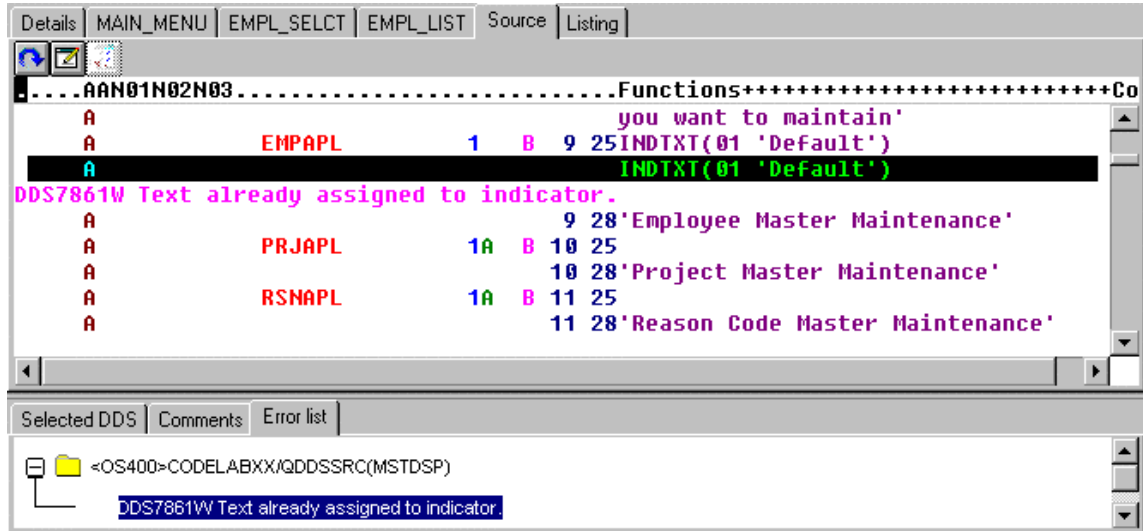 Details MAIN_MENU EMPL_SELCT EMPL_LIST Source Listing
.....AAN01N02N03............................Functions+++++++++++++++++++++++++++Co
A you want to maintain'
A EMPAPL 1 B 9 25INDTXT(01 'Default')
A INDTXT(01 'Default')
DDS7861W Text already assigned to indicator.
A 9 28'Employee Master Maintenance'
A PRJAPL 1A B 10 25
A 10 28'Project Master Maintenance'
A RSNAPL 1A B 11 25
A 11 28'Reason Code Master Maintenance'
Selected DDS Comments Error list
<OS400>CODELABXX/QDDSSRC(MSTDSP)
DDS7861W Text already assigned to indicator.